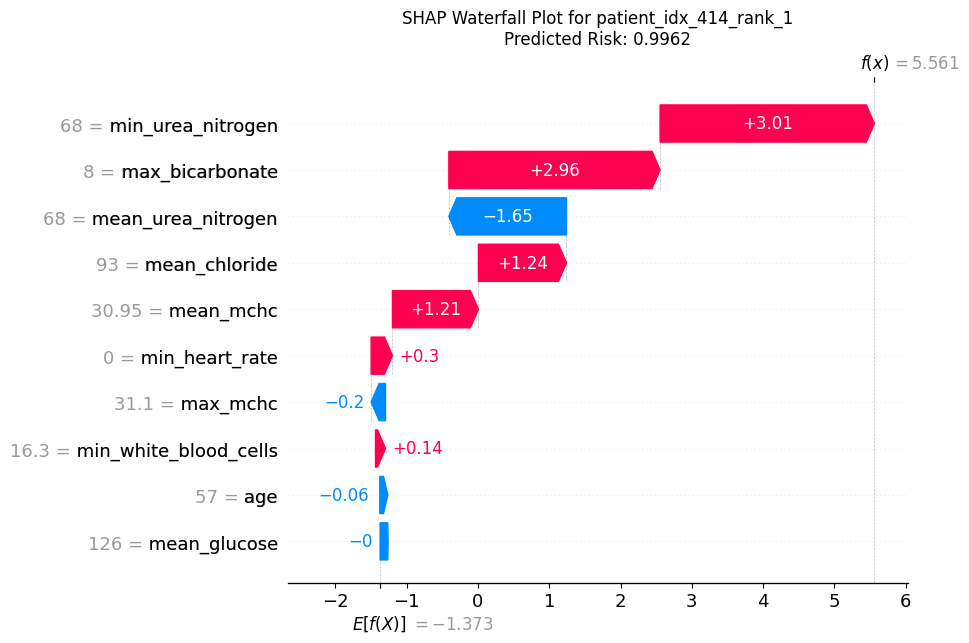 SHAP Waterfall Plot for patient_idx_414_rank_1
Predicted Risk: 0.9962
f(x) = 5.561
68 = min_urea_nitrogen
+3.01
8 = max_bicarbonate
+2.96
68 = mean_urea_nitrogen
−1.65
93 = mean_chloride
+1.24
30.95 = mean_mchc
+1.21
0 = min_heart_rate
+0.3
31.1 = max_mchc
−0.2
16.3 = min_white_blood_cells
+0.14
57 = age
−0.06
126 = mean_glucose
−0
−2 −1 0 1 2 3 4 5 6
E[f(X)] = −1.373